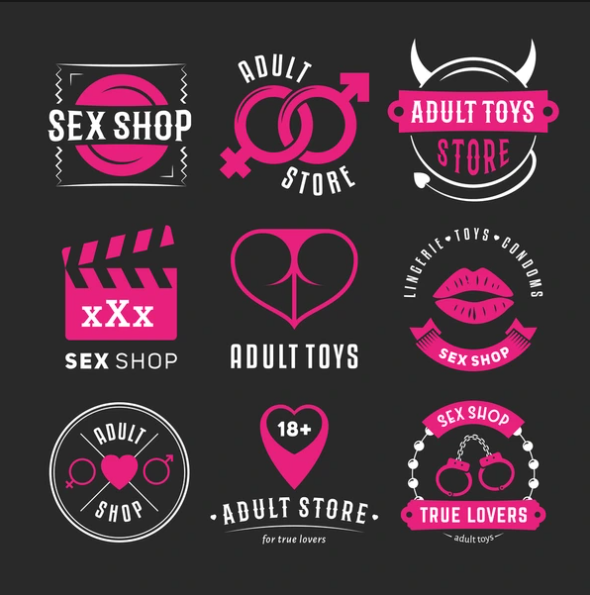 SEX SHOP
ADULT
STORE
ADULT TOYS
STORE
xXx
SEX SHOP
ADULT TOYS
LINGERIE • TOYS • CONDOMS
SEX SHOP
ADULT
SHOP
18+
• ADULT STORE •
for true lovers
SEX SHOP
TRUE LOVERS
adult toys